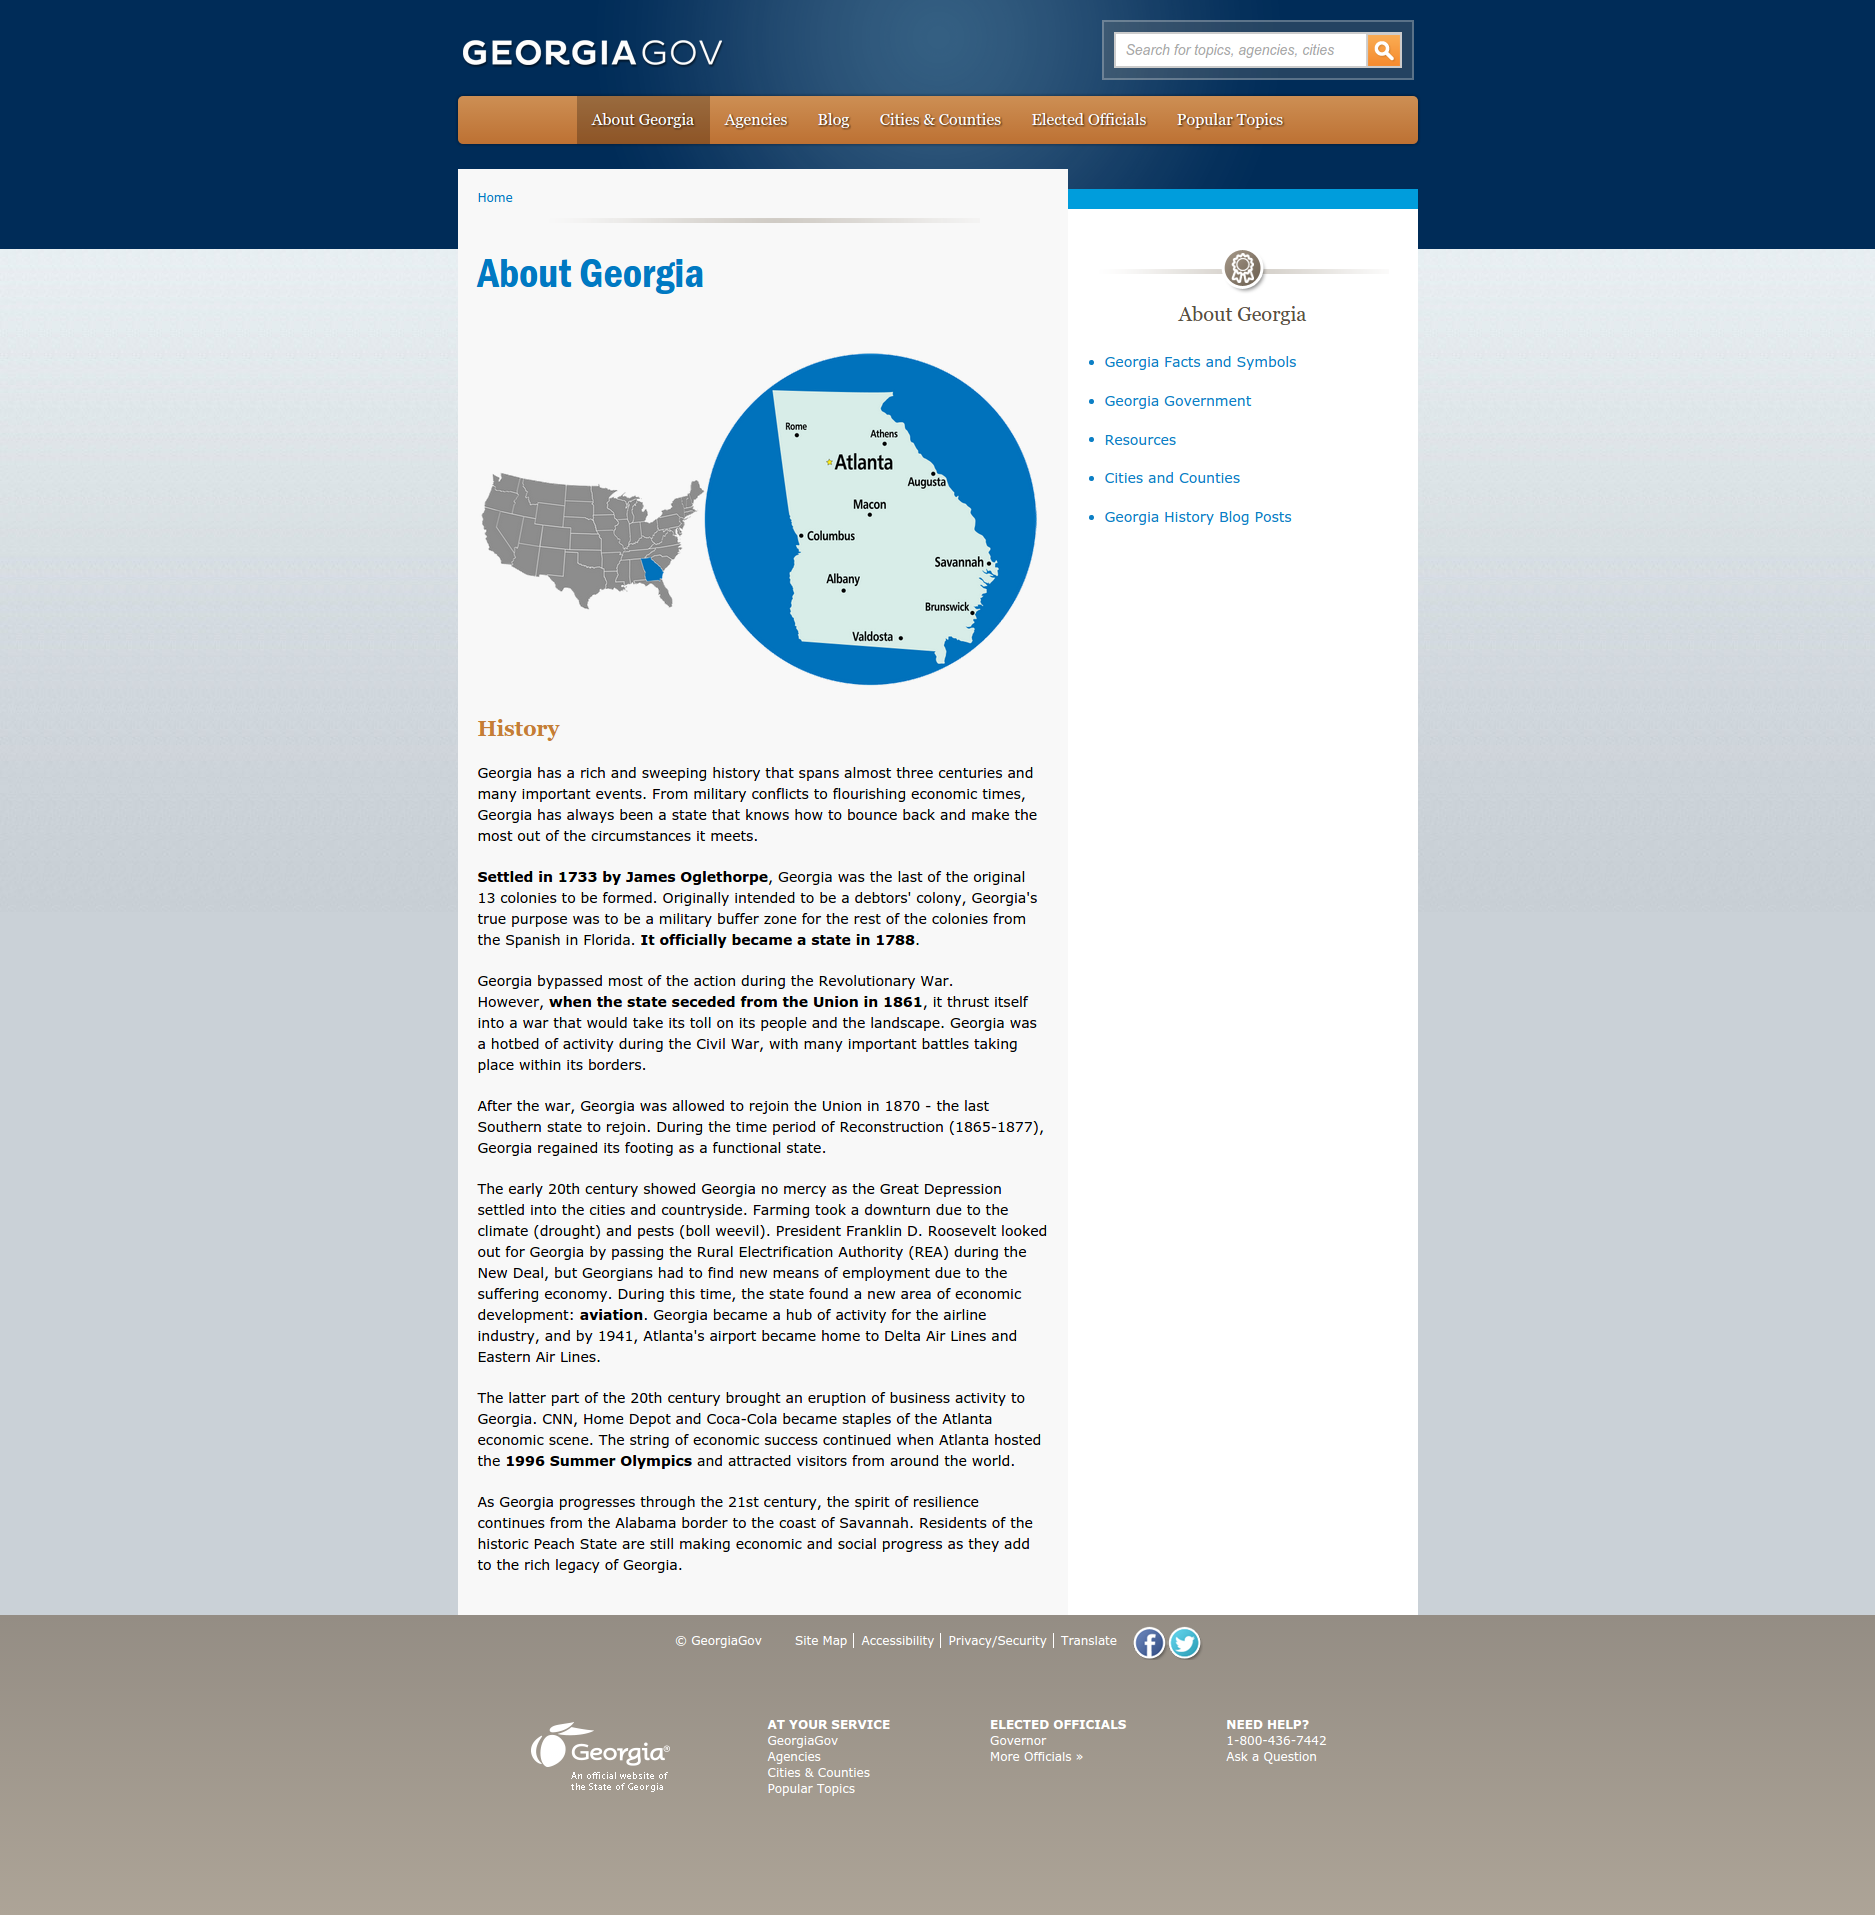 GEORGIAGOV
Search for topics, agencies, cities
About Georgia
Agencies
Blog
Cities & Counties
Elected Officials
Popular Topics
Home
About Georgia
Rome
Athens
Atlanta
Augusta
Macon
Columbus
Savannah
Albany
Brunswick
Valdosta
History
Georgia has a rich and sweeping history that spans almost three centuries and
many important events. From military conflicts to flourishing economic times,
Georgia has always been a state that knows how to bounce back and make the
most out of the circumstances it meets.
Settled in 1733 by James Oglethorpe, Georgia was the last of the original
13 colonies to be formed. Originally intended to be a debtors' colony, Georgia's
true purpose was to be a military buffer zone for the rest of the colonies from
the Spanish in Florida. It officially became a state in 1788.
Georgia bypassed most of the action during the Revolutionary War.
However, when the state seceded from the Union in 1861, it thrust itself
into a war that would take its toll on its people and the landscape. Georgia was
a hotbed of activity during the Civil War, with many important battles taking
place within its borders.
After the war, Georgia was allowed to rejoin the Union in 1870 - the last
Southern state to rejoin. During the time period of Reconstruction (1865-1877),
Georgia regained its footing as a functional state.
The early 20th century showed Georgia no mercy as the Great Depression
settled into the cities and countryside. Farming took a downturn due to the
climate (drought) and pests (boll weevil). President Franklin D. Roosevelt looked
out for Georgia by passing the Rural Electrification Authority (REA) during the
New Deal, but Georgians had to find new means of employment due to the
suffering economy. During this time, the state found a new area of economic
development: aviation. Georgia became a hub of activity for the airline
industry, and by 1941, Atlanta's airport became home to Delta Air Lines and
Eastern Air Lines.
The latter part of the 20th century brought an eruption of business activity to
Georgia. CNN, Home Depot and Coca-Cola became staples of the Atlanta
economic scene. The string of economic success continued when Atlanta hosted
the 1996 Summer Olympics and attracted visitors from around the world.
As Georgia progresses through the 21st century, the spirit of resilience
continues from the Alabama border to the coast of Savannah. Residents of the
historic Peach State are still making economic and social progress as they add
to the rich legacy of Georgia.
About Georgia
Georgia Facts and Symbols
Georgia Government
Resources
Cities and Counties
Georgia History Blog Posts
© GeorgiaGov
Site Map
Accessibility
Privacy/Security
Translate
Georgia®
An official website of
the State of Georgia
AT YOUR SERVICE
GeorgiaGov
Agencies
Cities & Counties
Popular Topics
ELECTED OFFICIALS
Governor
More Officials »
NEED HELP?
1-800-436-7442
Ask a Question